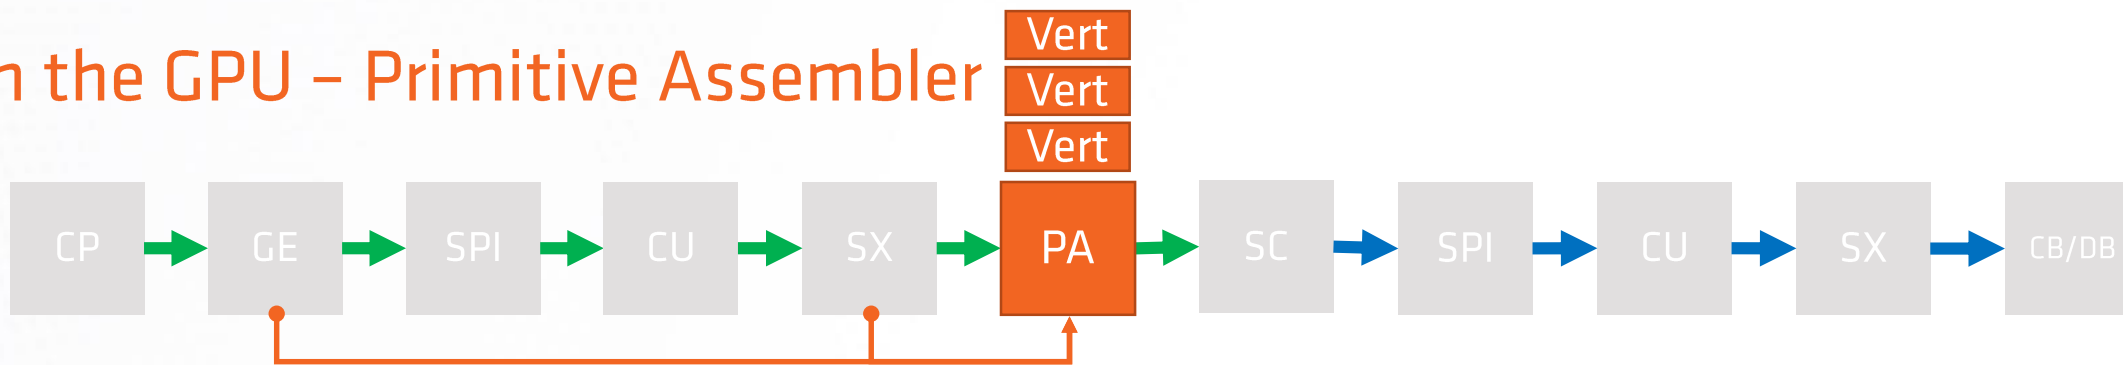 n the GPU – Primitive Assembler
Vert
Vert
Vert
CP
GE
SPI
CU
SX
PA
SC
SPI
CU
SX
CB/DB